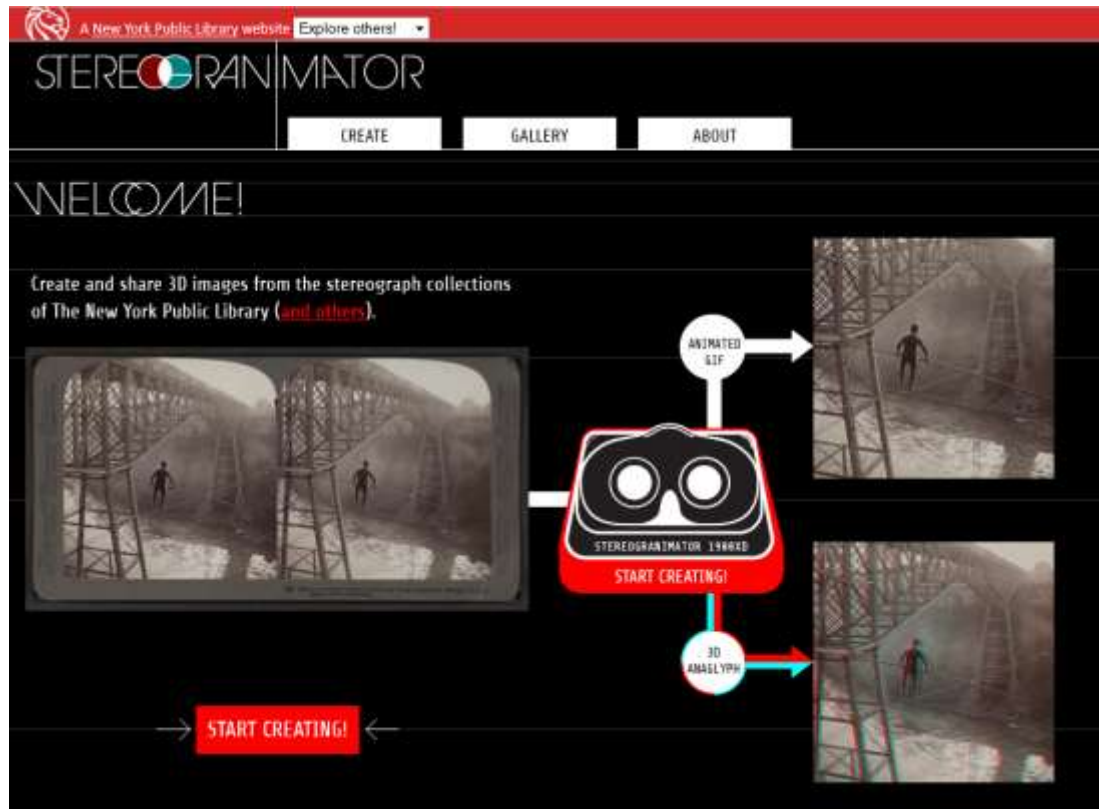 A New York Public Library website Explore others!
STEREOGRANIMATOR
CREATE GALLERY ABOUT
WELCOME!
Create and share 3D images from the stereograph collections
of The New York Public Library (and others).
ANIMATED
GIF
STEREOGRANIMATOR 1900XD
START CREATING!
3D
ANAGLYPH
START CREATING!